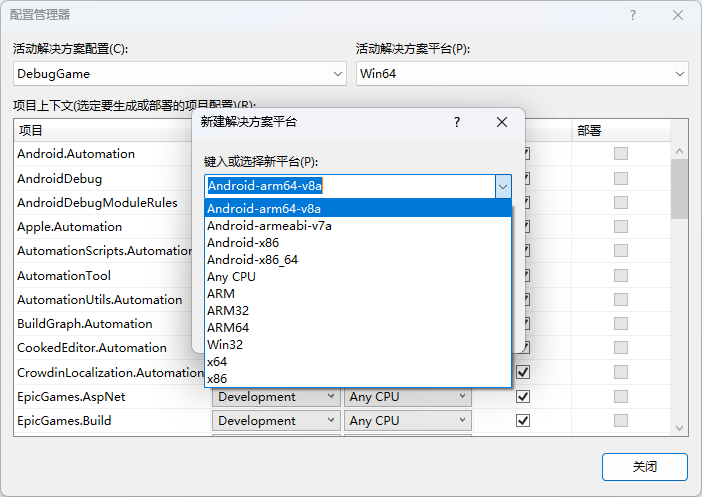 配置管理器
活动解决方案配置(C):
活动解决方案平台(P):
DebugGame
Win64
项目上下文(选定要生成或部署的项目配置)(R):
项目
部署
新建解决方案平台
键入或选择新平台(P):
Android-arm64-v8a
Android-arm64-v8a
Android-armeabi-v7a
Android-x86
Android-x86_64
Any CPU
ARM
ARM32
ARM64
Win32
x64
x86
Android.Automation
AndroidDebug
AndroidDebugModuleRules
Apple.Automation
AutomationScripts.Automation
AutomationTool
AutomationUtils.Automation
BuildGraph.Automation
CookedEditor.Automation
CrowdinLocalization.Automation
EpicGames.AspNet Development Any CPU
EpicGames.Build Development Any CPU
关闭